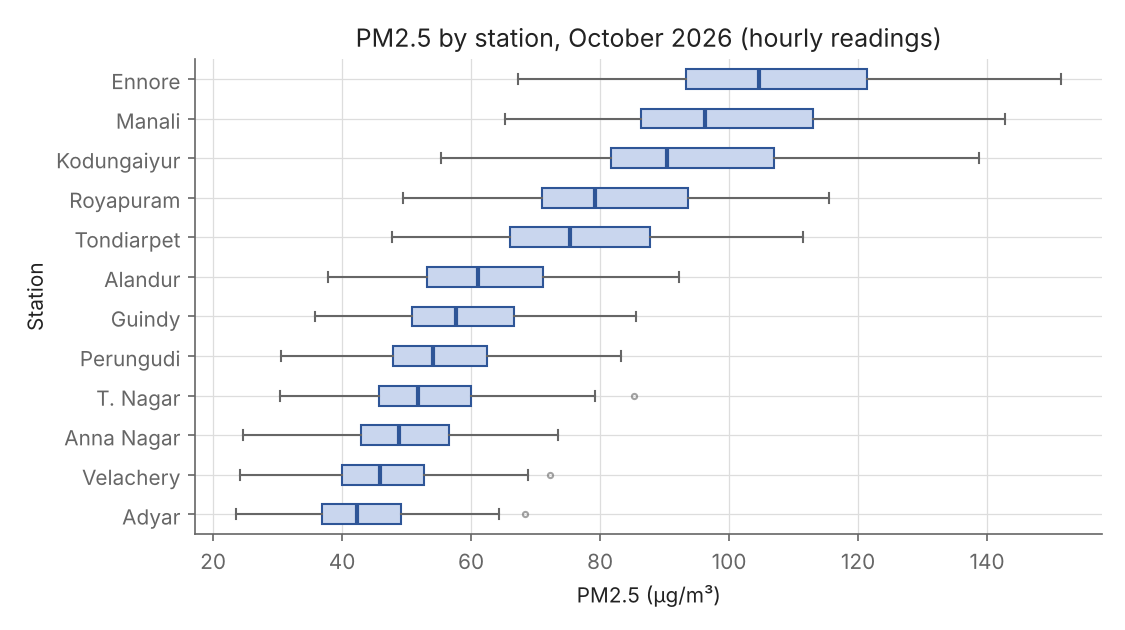 PM2.5 by station, October 2026 (hourly readings)
Station
Ennore
Manali
Kodungaiyur
Royapuram
Tondiarpet
Alandur
Guindy
Perungudi
T. Nagar
Anna Nagar
Velachery
Adyar
20 40 60 80 100 120 140
PM2.5 (µg/m³)